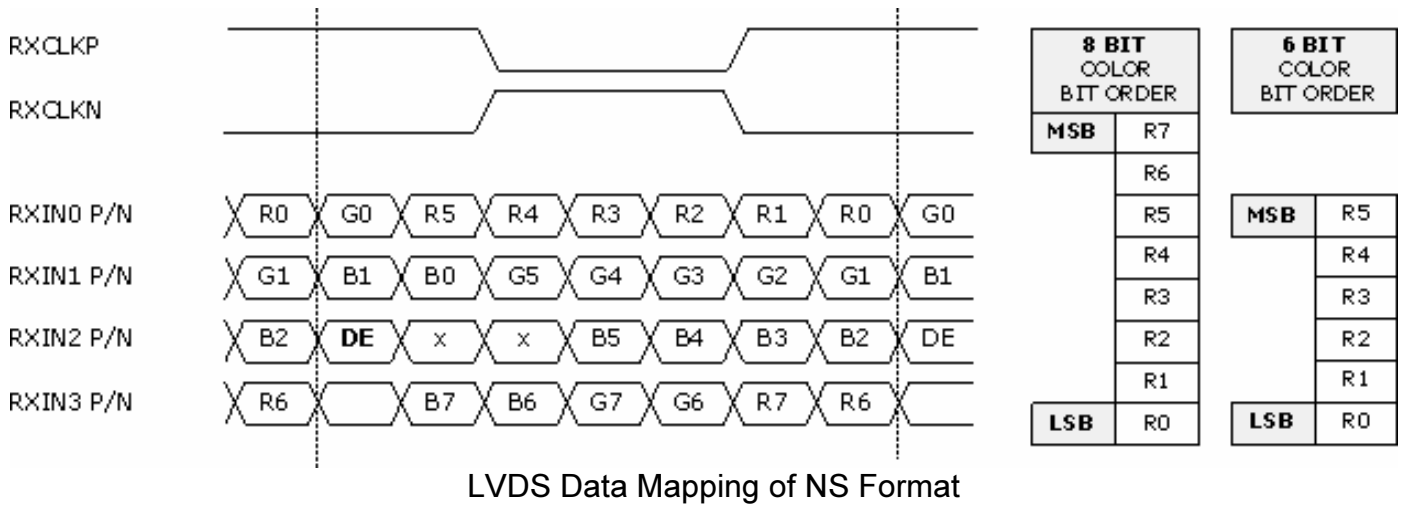 RXCLKP
RXCLKN
RXIN0 P/N R0 G0 R5 R4 R3 R2 R1 R0 G0
RXIN1 P/N G1 B1 B0 G5 G4 G3 G2 G1 B1
RXIN2 P/N B2 DE x x B5 B4 B3 B2 DE
RXIN3 P/N R6 B7 B6 G7 G6 R7 R6
8 BIT
COLOR
BIT ORDER
MSB R7
R6
R5
R4
R3
R2
R1
LSB R0
6 BIT
COLOR
BIT ORDER
MSB R5
R4
R3
R2
R1
LSB R0
LVDS Data Mapping of NS Format